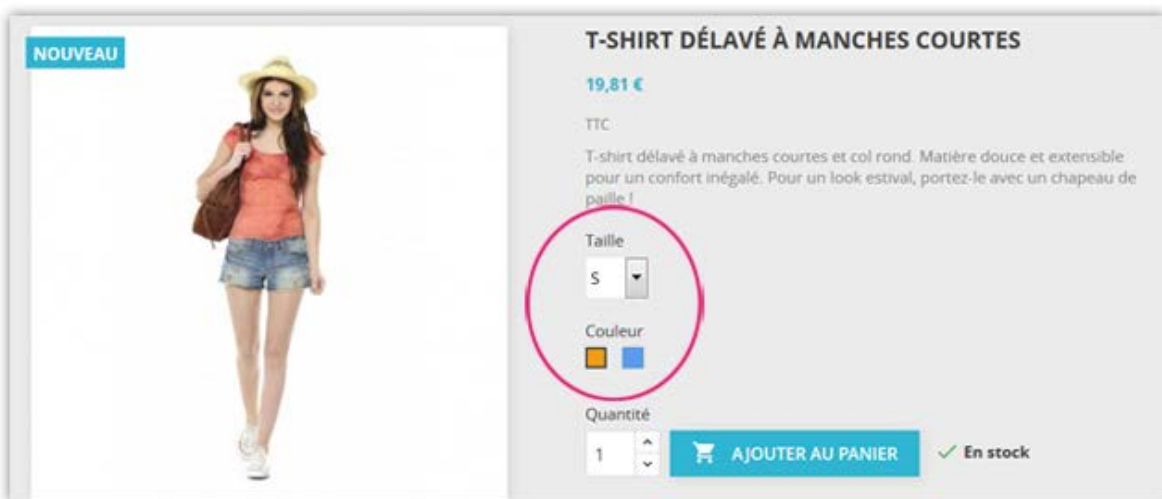 NOUVEAU
T-SHIRT DÉLAVÉ À MANCHES COURTES
19,81 €
TTC
T-shirt délavé à manches courtes et col rond. Matière douce et extensible
pour un confort inégalé. Pour un look estival, portez-le avec un chapeau de
paille !
Taille
S
Couleur
Quantité
1
AJOUTER AU PANIER
En stock